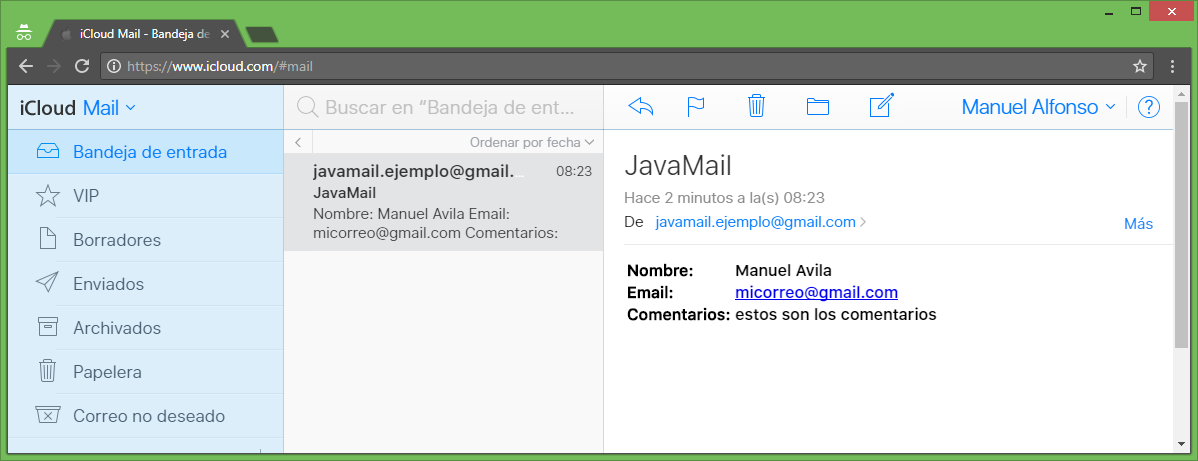 iCloud Mail - Bandeja de
https://www.icloud.com/#mail
iCloud Mail
Bandeja de entrada
VIP
Borradores
Enviados
Archivados
Papelera
Correo no deseado
Buscar en “Bandeja de ent...
Ordenar por fecha
javamail.ejemplo@gmail.... 08:23
JavaMail
Nombre: Manuel Avila Email:
micorreo@gmail.com Comentarios:
Manuel Alfonso ?
JavaMail
Hace 2 minutos a la(s) 08:23
De javamail.ejemplo@gmail.com
Más
Nombre: Manuel Avila
Email: micorreo@gmail.com
Comentarios: estos son los comentarios